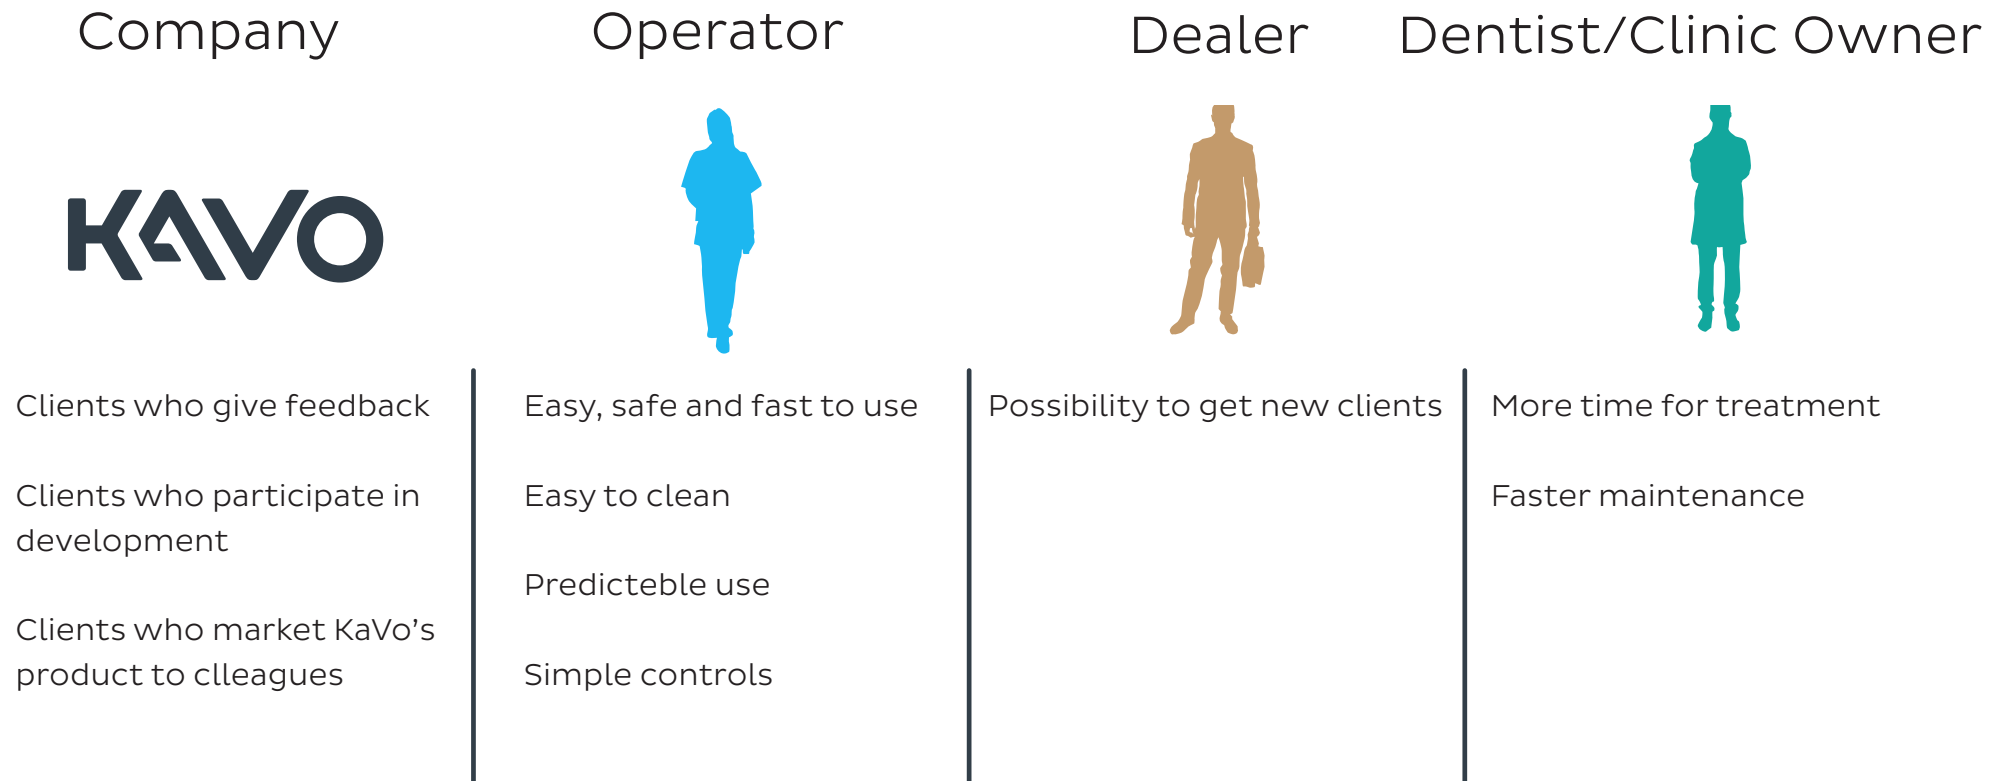 Company
Operator
Dealer
Dentist/Clinic Owner
KAVO
Clients who give feedback
Clients who participate in
development
Clients who market KaVo’s
product to clleagues
Easy, safe and fast to use
Easy to clean
Predicteble use
Simple controls
Possibility to get new clients
More time for treatment
Faster maintenance